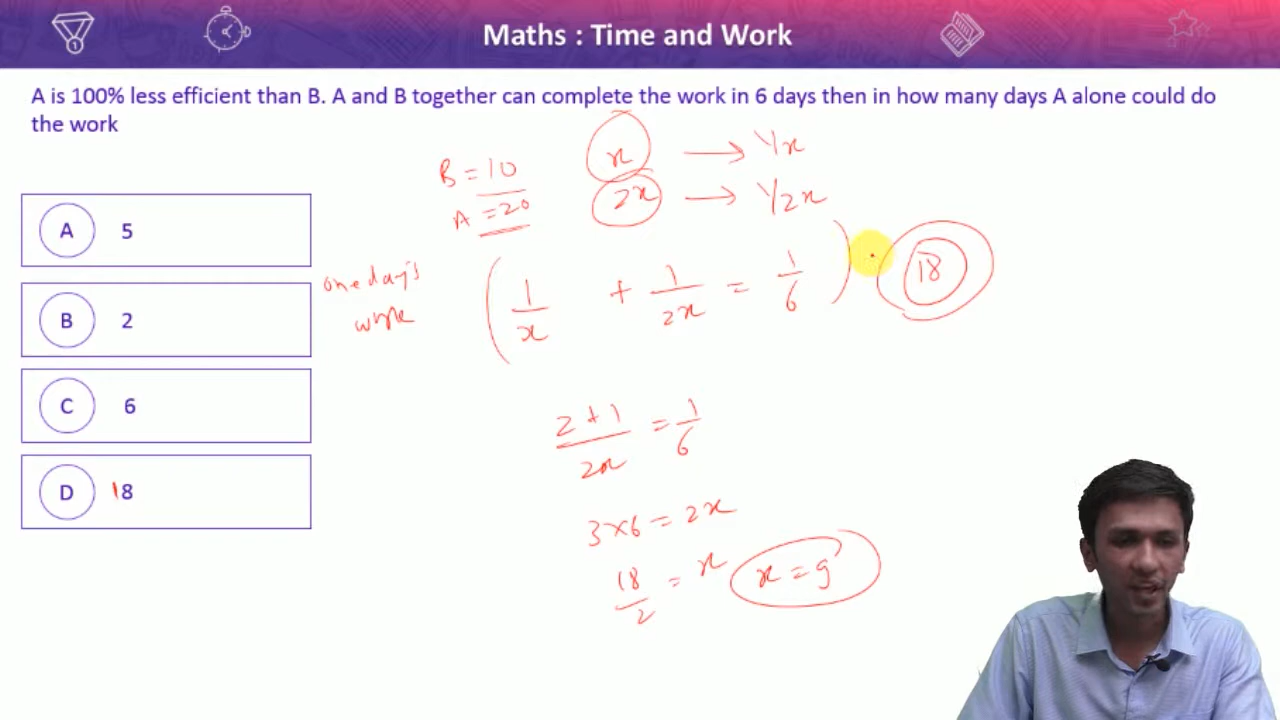 Maths : Time and Work
A is 100% less efficient than B. A and B together can complete the work in 6 days then in how many days A alone could do
the work
B = 10 x → 1/x
A = 20 2x → 1/2x
A 5
B 2
C 6
D 18
one day's
work
( 1/x + 1/2x = 1/6 ) · 18
2+1/2x = 1/6
3×6 = 2x
18/2 = x x = 9
1